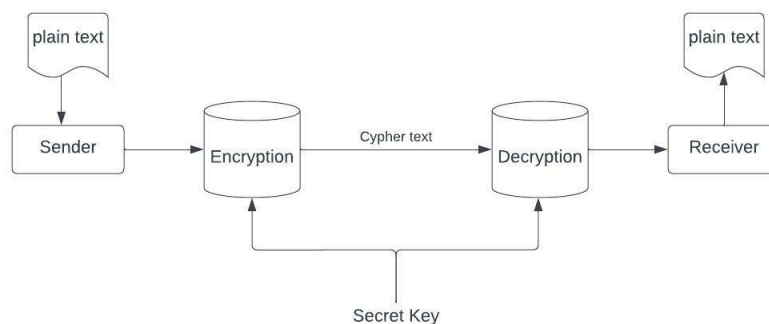 plain text
plain text
Sender
Encryption
Cypher text
Decryption
Receiver
Secret Key